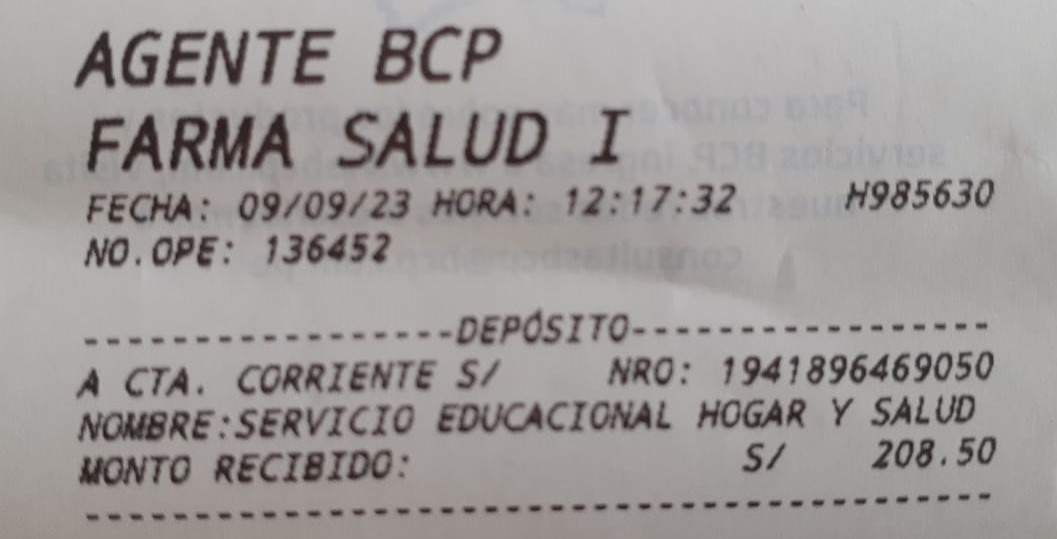 AGENTE BCP
FARMA SALUD I
FECHA: 09/09/23 HORA: 12:17:32 H985630
NO.OPE: 136452
-----------------DEPÓSITO-----------------
A CTA. CORRIENTE S/ NRO: 1941896469050
NOMBRE:SERVICIO EDUCACIONAL HOGAR Y SALUD
MONTO RECIBIDO: S/ 208.50
------------------------------------------